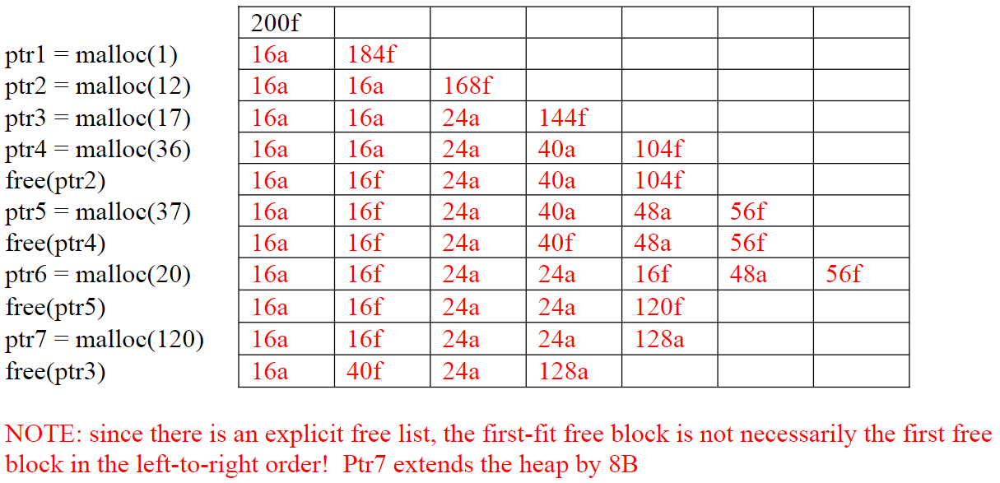 200f
ptr1 = malloc(1) 16a 184f
ptr2 = malloc(12) 16a 16a 168f
ptr3 = malloc(17) 16a 16a 24a 144f
ptr4 = malloc(36) 16a 16a 24a 40a 104f
free(ptr2) 16a 16f 24a 40a 104f
ptr5 = malloc(37) 16a 16f 24a 40a 48a 56f
free(ptr4) 16a 16f 24a 40f 48a 56f
ptr6 = malloc(20) 16a 16f 24a 24a 16f 48a 56f
free(ptr5) 16a 16f 24a 24a 120f
ptr7 = malloc(120) 16a 16f 24a 24a 128a
free(ptr3) 16a 40f 24a 128a
NOTE: since there is an explicit free list, the first-fit free block is not necessarily the first free
block in the left-to-right order! Ptr7 extends the heap by 8B